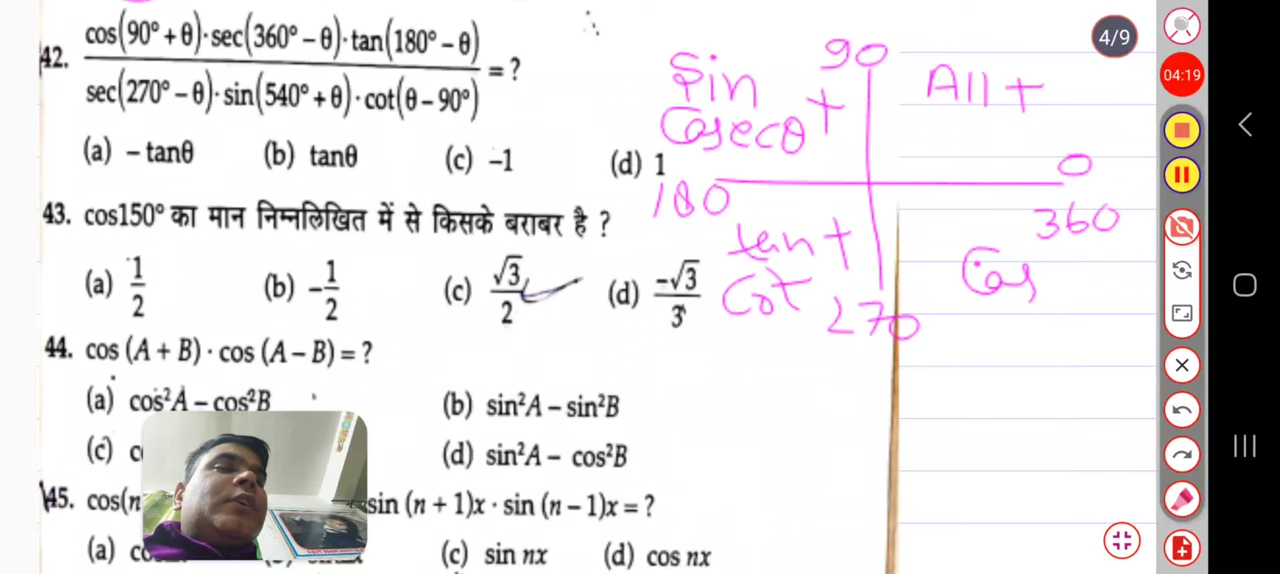 4/9
04:19
42. cos(90° + θ)·sec(360° – θ)·tan(180° – θ)
sec(270° – θ)·sin(540° + θ)·cot(θ – 90°)
= ?
(a) – tanθ (b) tanθ (c) –1 (d) 1
43. cos150° का मान निम्नलिखित में से किसके बराबर है ?
(a) 1/2 (b) –1/2 (c) √3/2 (d) –√3/3
44. cos (A + B) · cos (A – B) = ?
(a) cos²A – cos²B (b) sin²A – sin²B
(c) c (d) sin²A – cos²B
45. cos(n sin (n + 1)x · sin (n – 1)x = ?
(a) co (c) sin nx (d) cos nx
90
Sin
Cosecθ +
All +
0
180
360
tan +
Cot
Cos
270